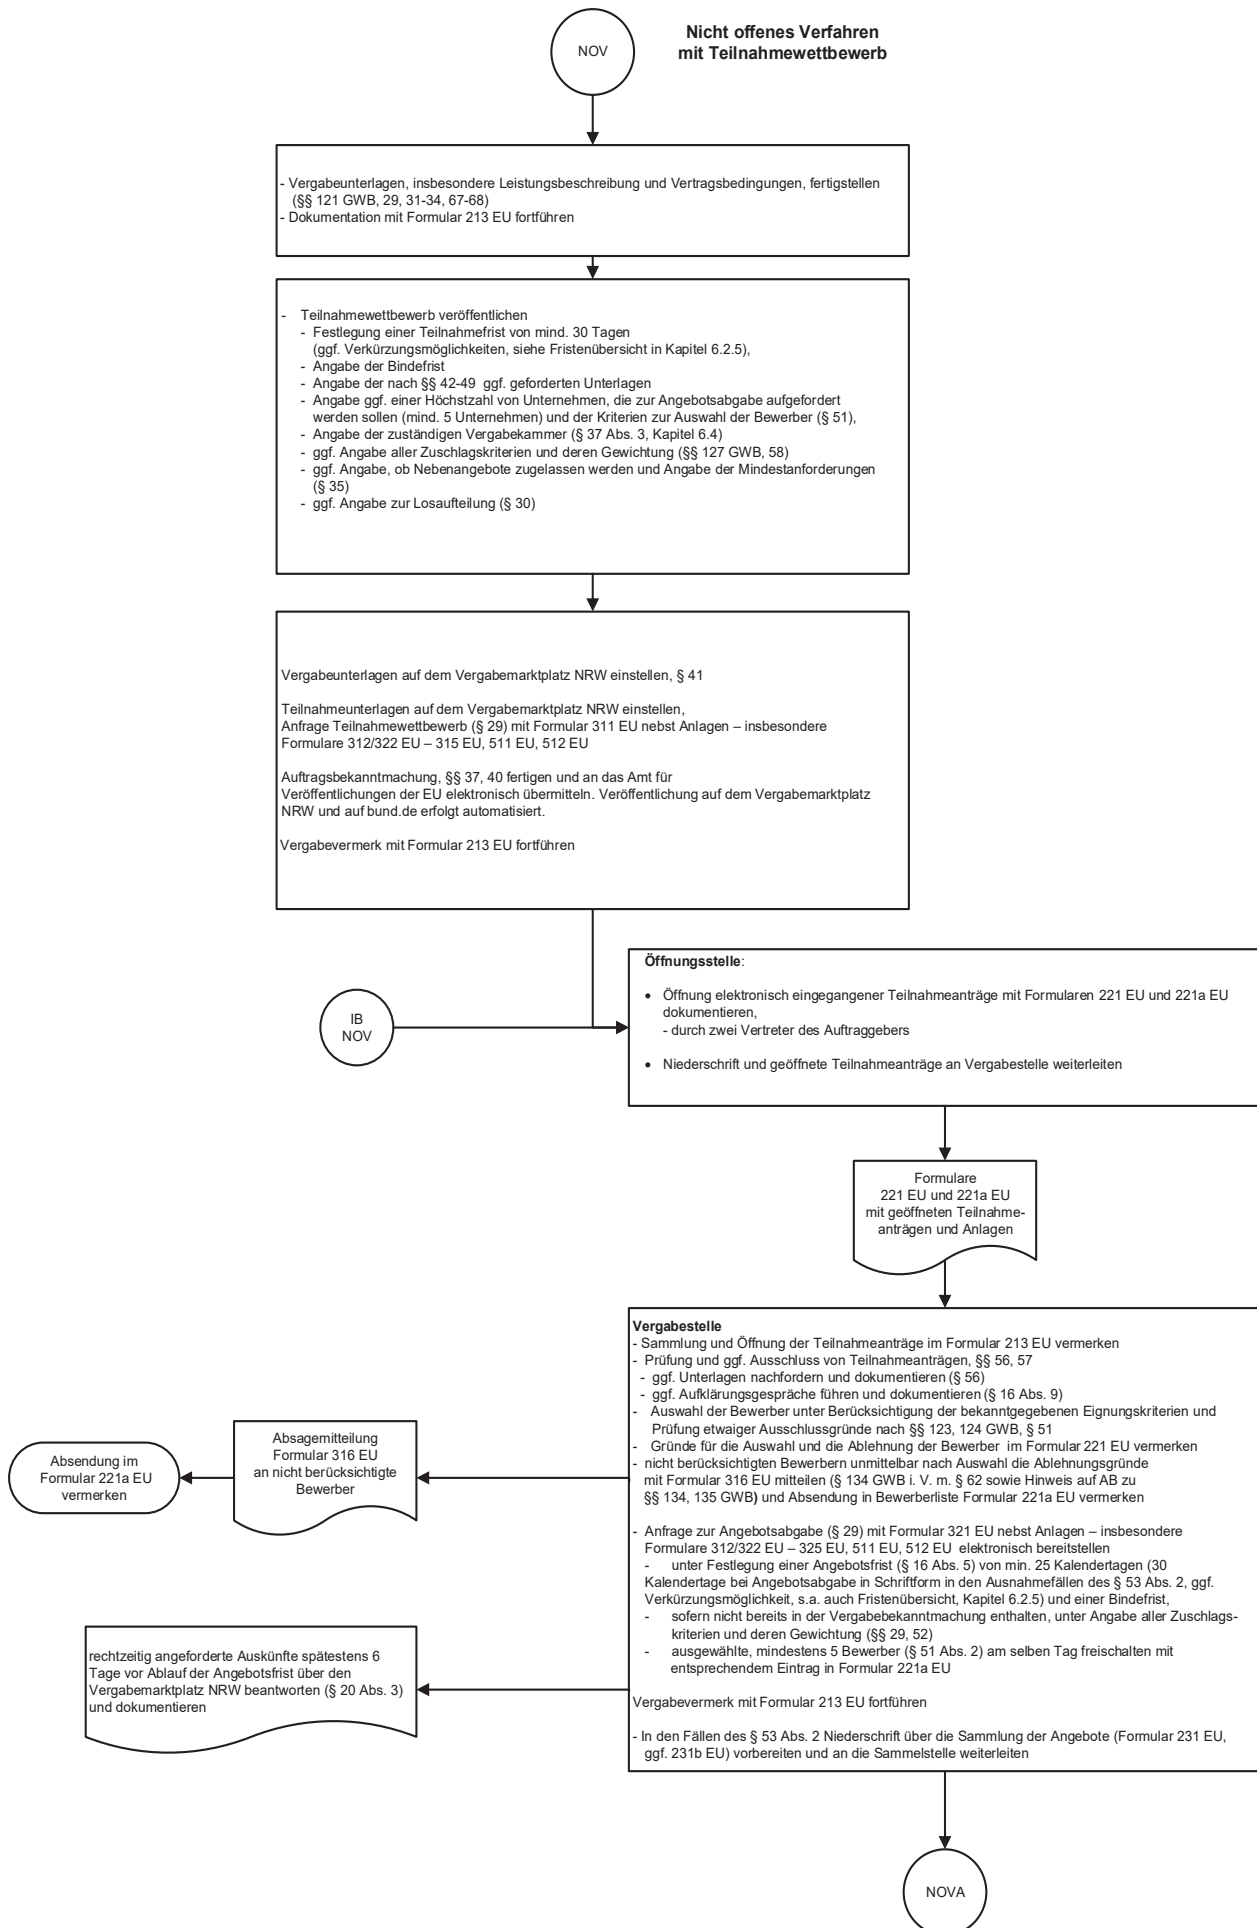 NOV
Nicht offenes Verfahren
mit Teilnahmewettbewerb
- Vergabeunterlagen, insbesondere Leistungsbeschreibung und Vertragsbedingungen, fertigstellen
(§§ 121 GWB, 29, 31-34, 67-68)
- Dokumentation mit Formular 213 EU fortführen
- Teilnahmewettbewerb veröffentlichen
- Festlegung einer Teilnahmefrist von mind. 30 Tagen
(ggf. Verkürzungsmöglichkeiten, siehe Fristenübersicht in Kapitel 6.2.5),
- Angabe der Bindefrist
- Angabe der nach §§ 42-49 ggf. geforderten Unterlagen
- Angabe ggf. einer Höchstzahl von Unternehmen, die zur Angebotsabgabe aufgefordert
werden sollen (mind. 5 Unternehmen) und der Kriterien zur Auswahl der Bewerber (§ 51),
- Angabe der zuständigen Vergabekammer (§ 37 Abs. 3, Kapitel 6.4)
- ggf. Angabe aller Zuschlagskriterien und deren Gewichtung (§§ 127 GWB, 58)
- ggf. Angabe, ob Nebenangebote zugelassen werden und Angabe der Mindestanforderungen
(§ 35)
- ggf. Angabe zur Losaufteilung (§ 30)
Vergabeunterlagen auf dem Vergabemarktplatz NRW einstellen, § 41
Teilnahmeunterlagen auf dem Vergabemarktplatz NRW einstellen,
Anfrage Teilnahmewettbewerb (§ 29) mit Formular 311 EU nebst Anlagen – insbesondere
Formulare 312/322 EU – 315 EU, 511 EU, 512 EU
Auftragsbekanntmachung, §§ 37, 40 fertigen und an das Amt für
Veröffentlichungen der EU elektronisch übermitteln. Veröffentlichung auf dem Vergabemarktplatz
NRW und auf bund.de erfolgt automatisiert.
Vergabevermerk mit Formular 213 EU fortführen
IB
NOV
Öffnungsstelle:
• Öffnung elektronisch eingegangener Teilnahmeanträge mit Formularen 221 EU und 221a EU
dokumentieren,
- durch zwei Vertreter des Auftraggebers
• Niederschrift und geöffnete Teilnahmeanträge an Vergabestelle weiterleiten
Formulare
221 EU und 221a EU
mit geöffneten Teilnahme-
anträgen und Anlagen
Vergabestelle
- Sammlung und Öffnung der Teilnahmeanträge im Formular 213 EU vermerken
- Prüfung und ggf. Ausschluss von Teilnahmeanträgen, §§ 56, 57
- ggf. Unterlagen nachfordern und dokumentieren (§ 56)
- ggf. Aufklärungsgespräche führen und dokumentieren (§ 16 Abs. 9)
- Auswahl der Bewerber unter Berücksichtigung der bekanntgegebenen Eignungskriterien und
Prüfung etwaiger Ausschlussgründe nach §§ 123, 124 GWB, § 51
- Gründe für die Auswahl und die Ablehnung der Bewerber im Formular 221 EU vermerken
- nicht berücksichtigten Bewerbern unmittelbar nach Auswahl die Ablehnungsgründe
mit Formular 316 EU mitteilen (§ 134 GWB i. V. m. § 62 sowie Hinweis auf AB zu
§§ 134, 135 GWB) und Absendung in Bewerberliste Formular 221a EU vermerken
- Anfrage zur Angebotsabgabe (§ 29) mit Formular 321 EU nebst Anlagen – insbesondere
Formulare 312/322 EU – 325 EU, 511 EU, 512 EU elektronisch bereitstellen
- unter Festlegung einer Angebotsfrist (§ 16 Abs. 5) von min. 25 Kalendertagen (30
Kalendertage bei Angebotsabgabe in Schriftform in den Ausnahmefällen des § 53 Abs. 2, ggf.
Verkürzungsmöglichkeit, s.a. auch Fristenübersicht, Kapitel 6.2.5) und einer Bindefrist,
- sofern nicht bereits in der Vergabebekanntmachung enthalten, unter Angabe aller Zuschlags-
kriterien und deren Gewichtung (§§ 29, 52)
- ausgewählte, mindestens 5 Bewerber (§ 51 Abs. 2) am selben Tag freischalten mit
entsprechendem Eintrag in Formular 221a EU
Vergabevermerk mit Formular 213 EU fortführen
- In den Fällen des § 53 Abs. 2 Niederschrift über die Sammlung der Angebote (Formular 231 EU,
ggf. 231b EU) vorbereiten und an die Sammelstelle weiterleiten
Absagemitteilung
Formular 316 EU
an nicht berücksichtigte
Bewerber
Absendung im
Formular 221a EU
vermerken
rechtzeitig angeforderte Auskünfte spätestens 6
Tage vor Ablauf der Angebotsfrist über den
Vergabemarktplatz NRW beantworten (§ 20 Abs. 3)
und dokumentieren
NOVA